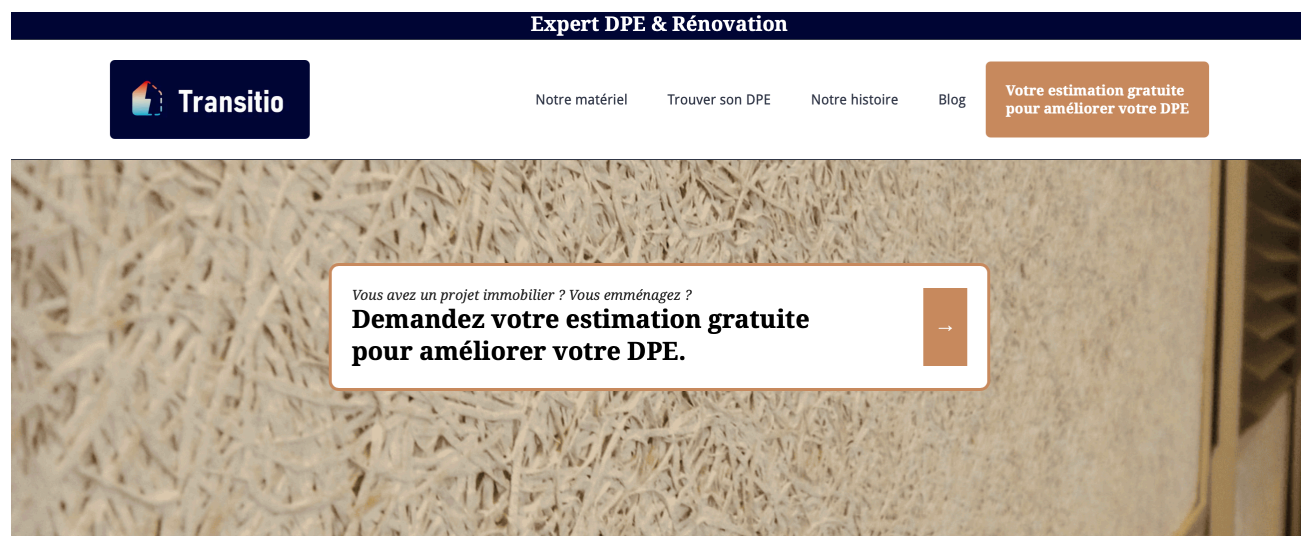 Expert DPE & Rénovation
Transitio
Notre matériel
Trouver son DPE
Notre histoire
Blog
Votre estimation gratuite
pour améliorer votre DPE
Vous avez un projet immobilier ? Vous emménagez ?
Demandez votre estimation gratuite
pour améliorer votre DPE.
→